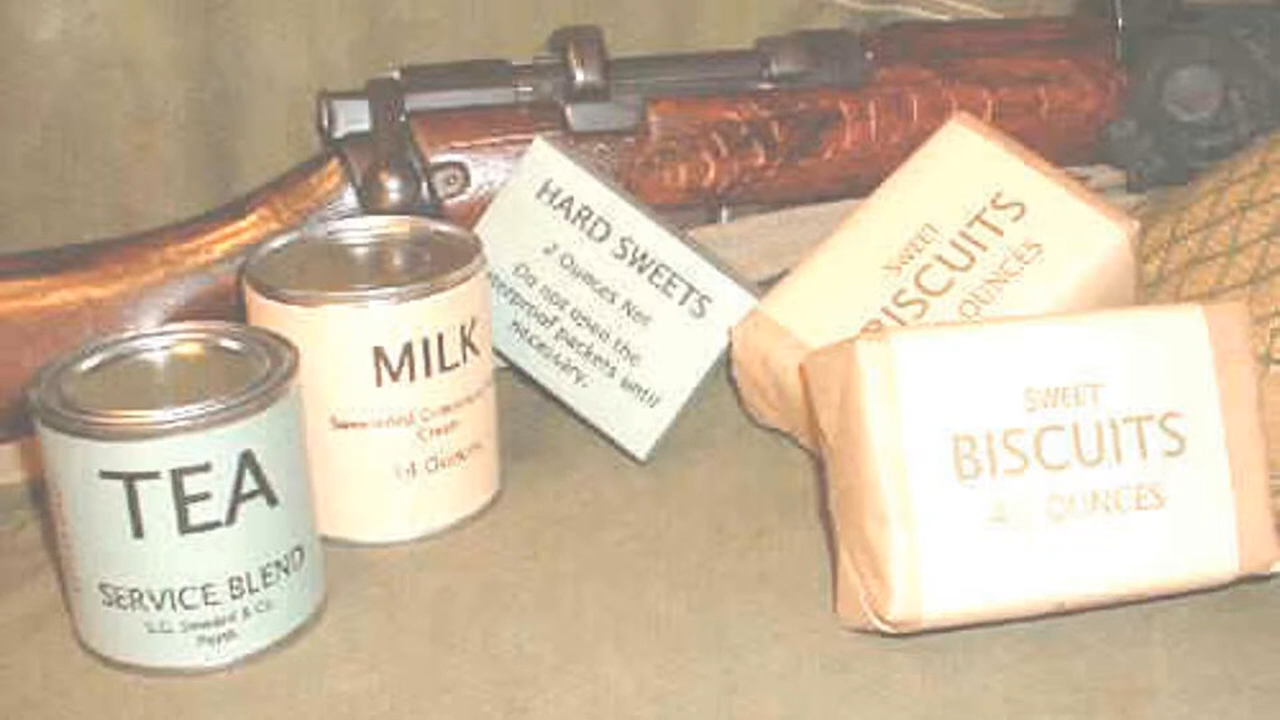 TEA
SERVICE BLEND
MILK
14 Ounces
HARD SWEETS
2 Ounces Net
Do not open the
packets until
necessary.
SWEET
BISCUITS
OUNCES
SWEET
BISCUITS
OUNCES